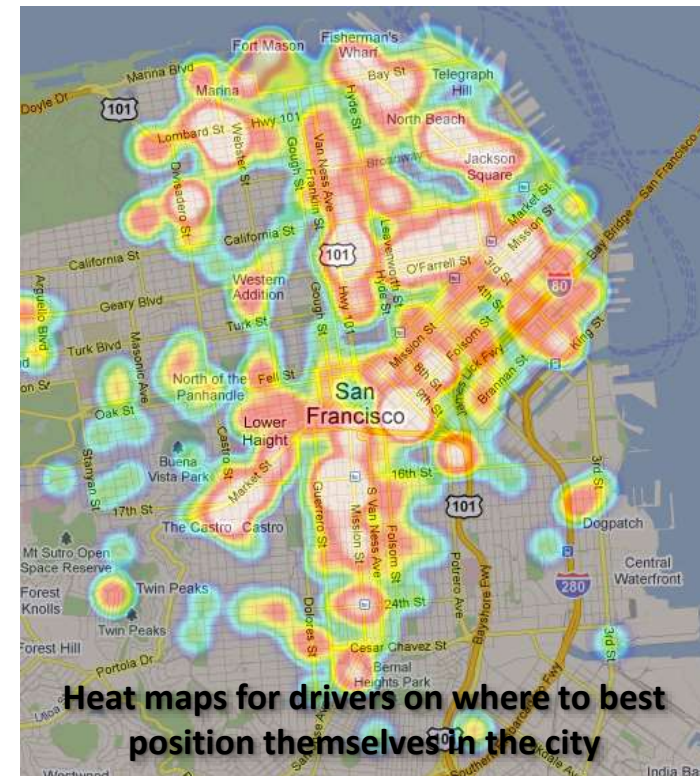 Fort Mason
Fisherman's
Wharf
Marina Blvd
Bay St
Telegraph
Hill
Doyle Dr
101
Marina
Hyde St
Hwy 101
North Beach
Lombard St
Webster St
Gough St
Van Ness Ave
Franklin St
Broadway
Jackson
Square
Divisadero St
Market St
Mission St
Bay Bridge - San Francisco
California St
Leavenworth St
101
California St
O'Farrell St
3rd St
80
Arguello Blvd
Western
Addition
Hyde St
4th St
Geary Blvd
Gough St
Hwy 101
Turk St
Mission St
Folsom St
King St
Turk Blvd
Masonic Ave
8th St
9th St
Brannan St
North of the
Panhandle
Fell St
San
Francisco
Oak St
Lower
Haight
Buena
Vista Park
Castro St
Market St
16th St
Stanyan St
17th St
The Castro
Castro
Guerrero St
Mission St
S Van Ness Ave
Folsom St
101
3rd St
Dogpatch
Mt Sutro Open
Space Reserve
Potrero Ave
Bayshore Fwy
Central
Waterfront
280
Forest
Knolls
Twin Peaks
Twin Peaks
24th St
Dolores St
3rd St
Forest Hill
Portola Dr
Cesar Chavez St
Bernal
Heights Park
Heat maps for drivers on where to best
position themselves in the city
101